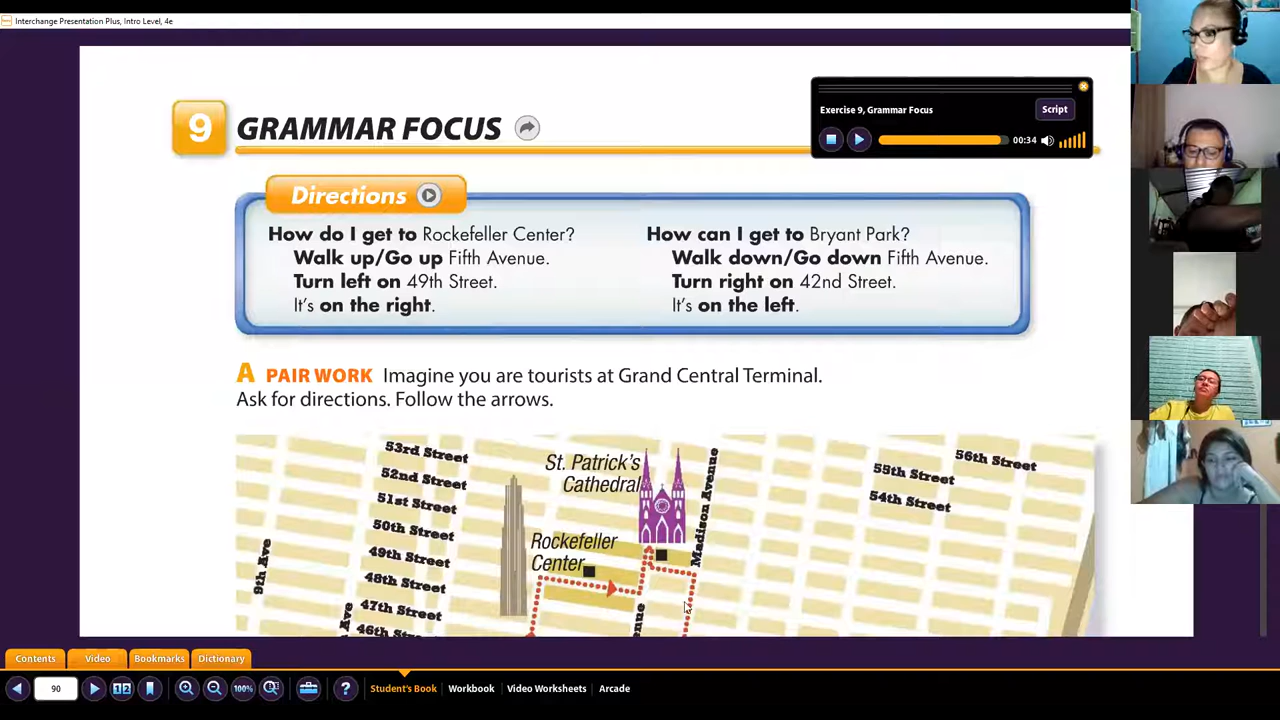 Interchange Presentation Plus, Intro Level, 4e
9 GRAMMAR FOCUS
Exercise 9, Grammar Focus
Script
00:34
Directions
How do I get to Rockefeller Center?
Walk up/Go up Fifth Avenue.
Turn left on 49th Street.
It's on the right.
How can I get to Bryant Park?
Walk down/Go down Fifth Avenue.
Turn right on 42nd Street.
It's on the left.
A PAIR WORK Imagine you are tourists at Grand Central Terminal.
Ask for directions. Follow the arrows.
53rd Street
52nd Street
51st Street
50th Street
49th Street
48th Street
47th Street
9th Ave
Ave
St. Patrick's
Cathedral
Rockefeller
Center
Madison Avenue
56th Street
55th Street
54th Street
Contents
Video
Bookmarks
Dictionary
90
12
100%
?
Student's Book
Workbook
Video Worksheets
Arcade